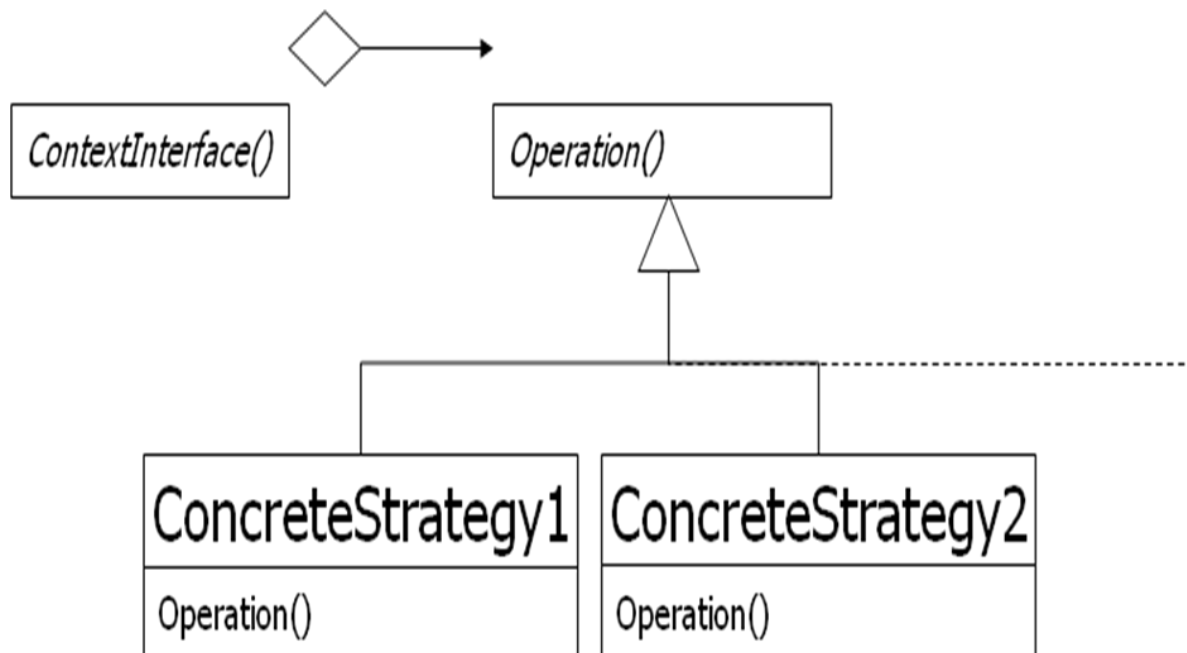 ContextInterface()
Operation()
ConcreteStrategy1
ConcreteStrategy2
Operation()
Operation()